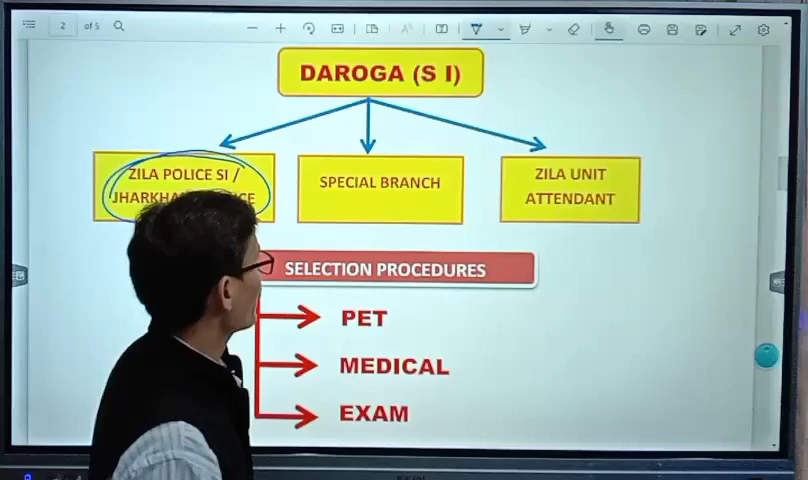 2 of 5
DAROGA (S I)
ZILA POLICE SI /
SPECIAL BRANCH
ZILA UNIT
ATTENDANT
SELECTION PROCEDURES
PET
MEDICAL
EXAM